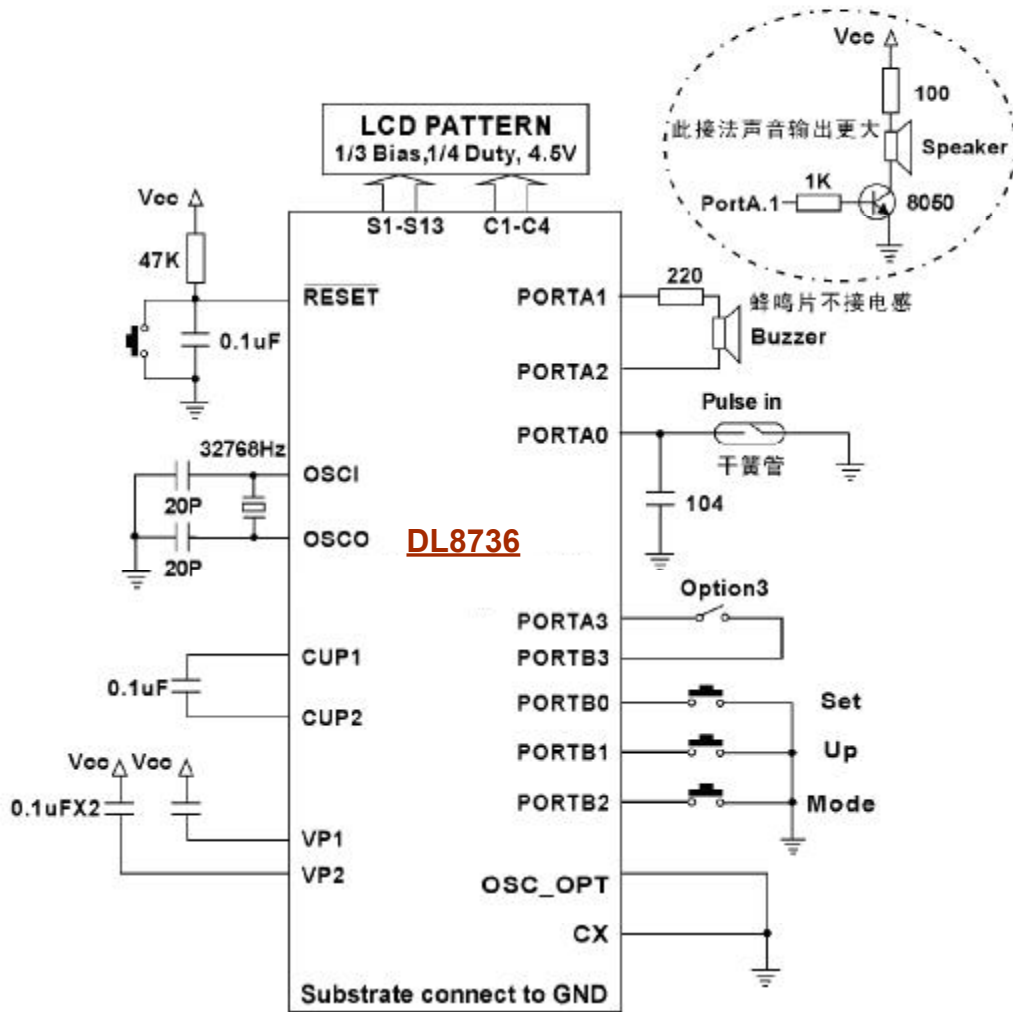 Vcc
100
此接法声音输出更大
Speaker
1K
PortA.1
8050
LCD PATTERN
1/3 Bias,1/4 Duty, 4.5V
S1-S13
C1-C4
Vcc
47K
0.1uF
RESET
PORTA1
220
蜂鸣片不接电感
Buzzer
PORTA2
Pulse in
PORTA0
干簧管
104
32768Hz
OSCI
20P
OSCO
20P
DL8736
Option3
PORTA3
PORTB3
CUP1
0.1uF
CUP2
PORTB0
Set
PORTB1
Up
PORTB2
Mode
Vcc
Vcc
0.1uFX2
VP1
VP2
OSC_OPT
CX
Substrate connect to GND